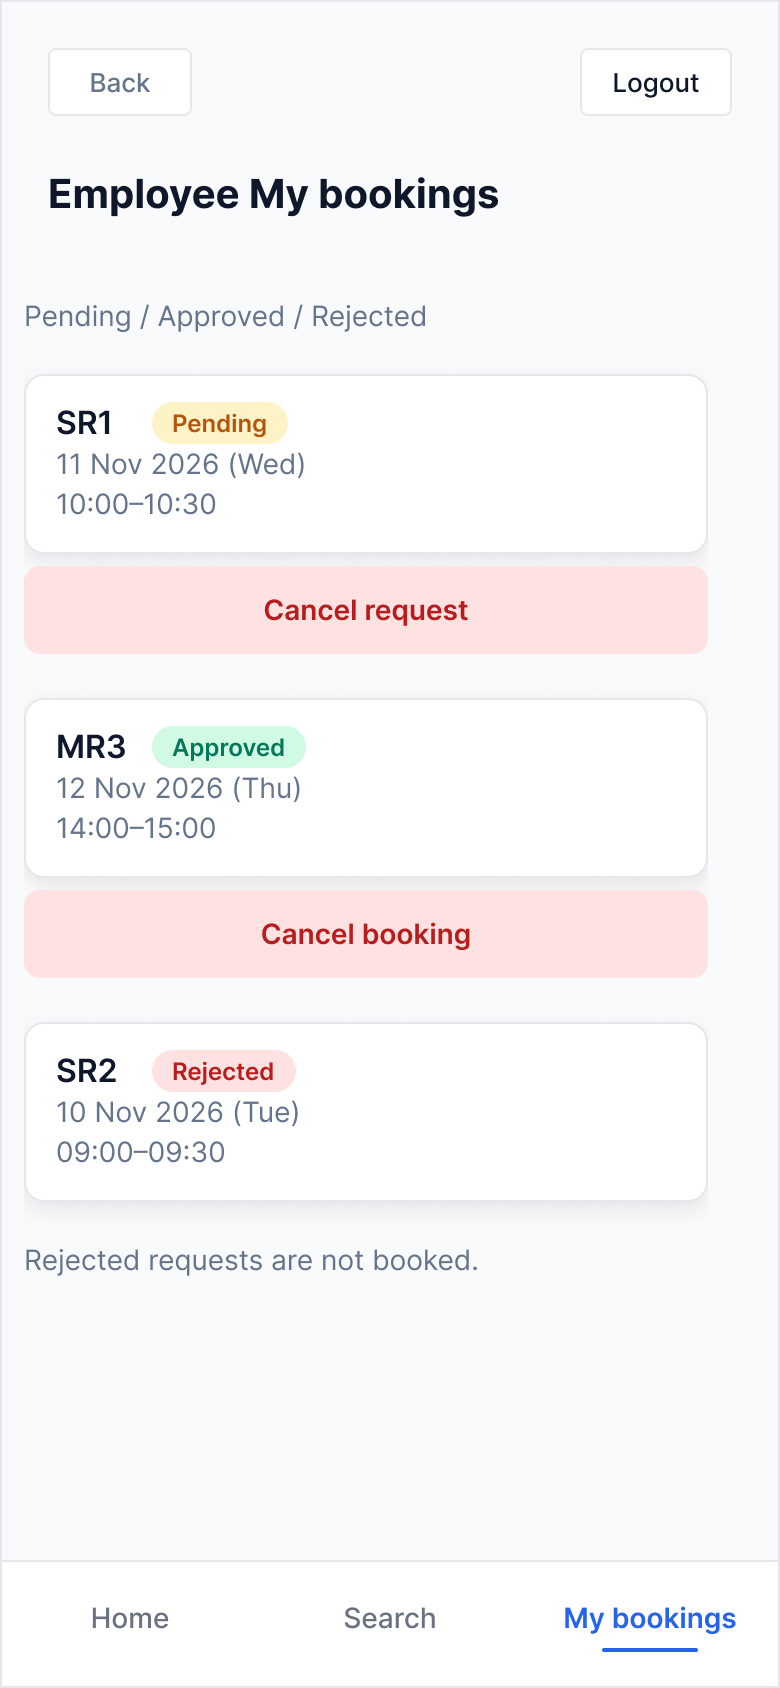 Back
Logout
Employee My bookings
Pending / Approved / Rejected
SR1 Pending
11 Nov 2026 (Wed)
10:00–10:30
Cancel request
MR3 Approved
12 Nov 2026 (Thu)
14:00–15:00
Cancel booking
SR2 Rejected
10 Nov 2026 (Tue)
09:00–09:30
Rejected requests are not booked.
Home Search My bookings